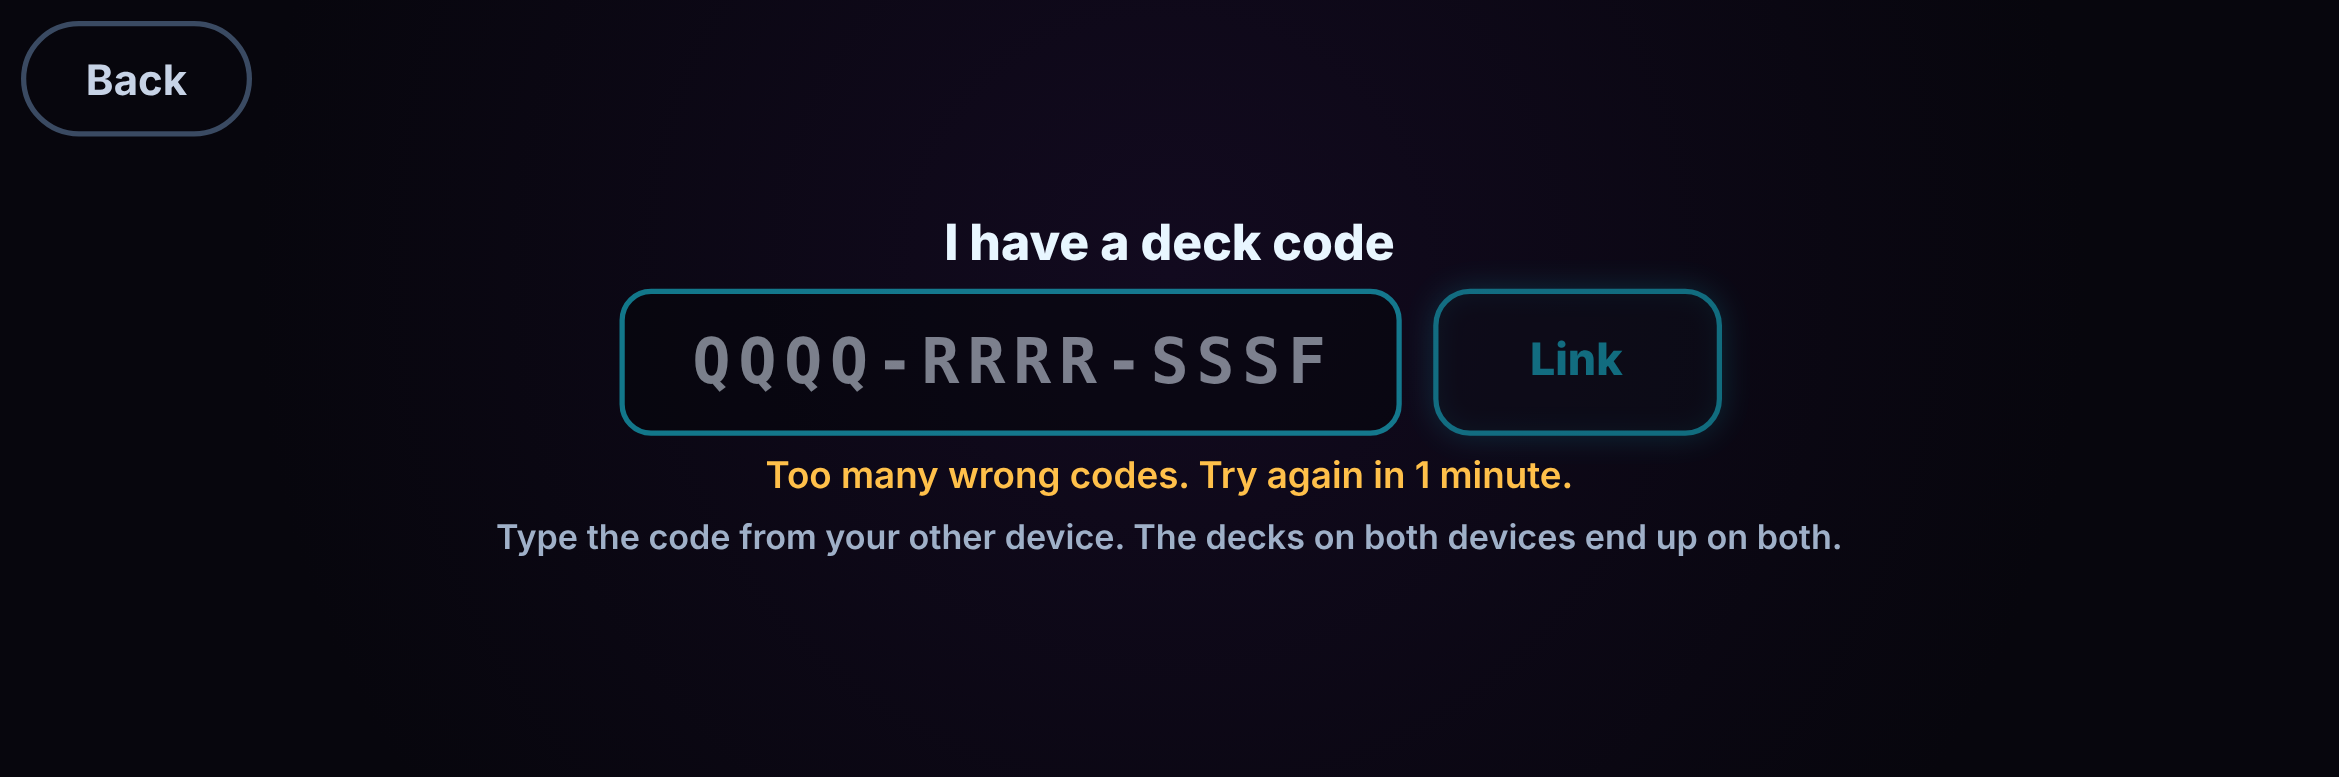 Back
I have a deck code
QQQQ-RRRR-SSSF
Link
Too many wrong codes. Try again in 1 minute.
Type the code from your other device. The decks on both devices end up on both.